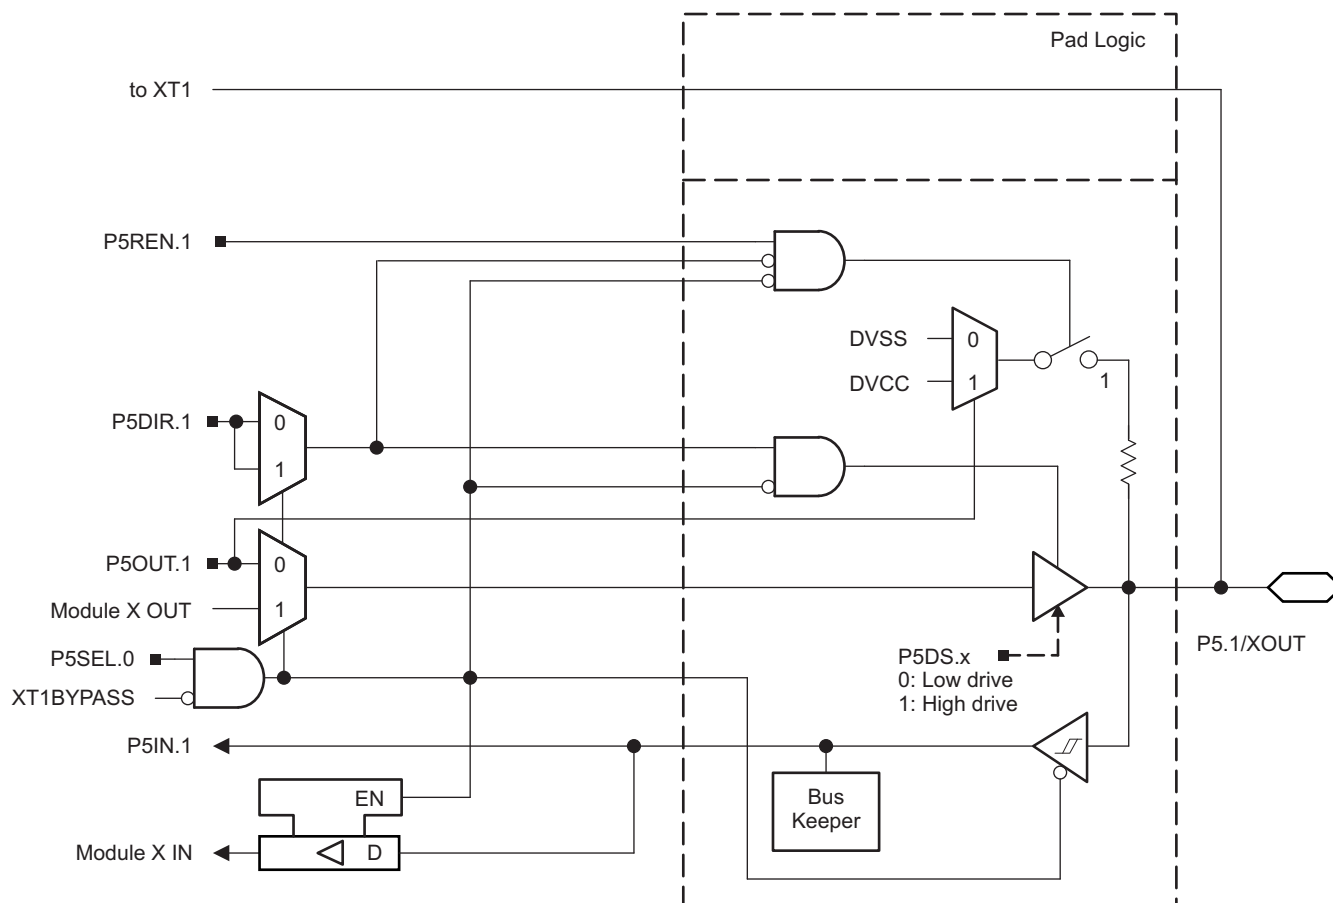 Pad Logic
to XT1
P5REN.1
DVSS
0
DVCC
1
1
P5DIR.1
0
1
P5OUT.1
0
Module X OUT
1
P5SEL.0
XT1BYPASS
P5DS.x
0: Low drive
1: High drive
P5.1/XOUT
P5IN.1
EN
Bus
Keeper
Module X IN
D